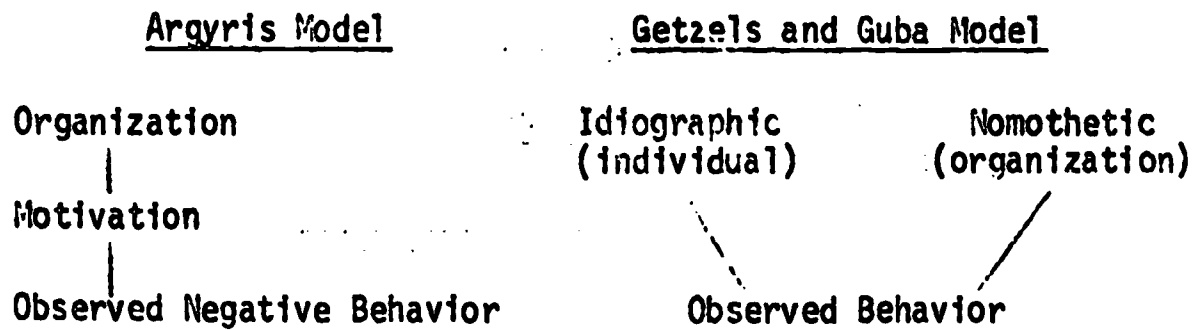 Argyris Model
Getzels and Guba Model
Organization
Motivation
Observed Negative Behavior
Idiographic
(individual)
Nomothetic
(organization)
Observed Behavior